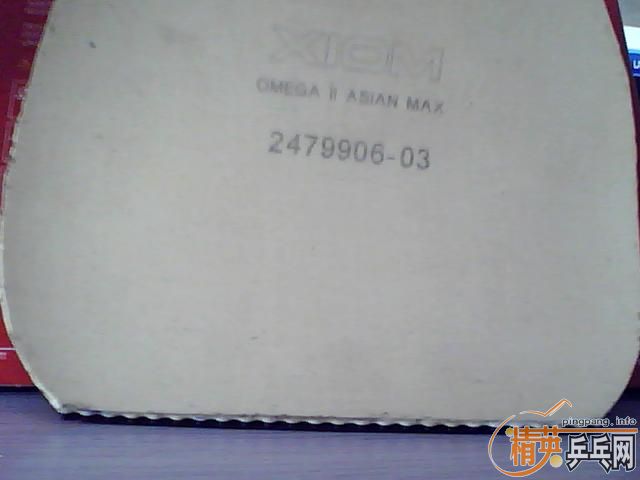 XIOM
OMEGA II ASIAN MAX
2479906-03
pingpang.info
精英乒乓网